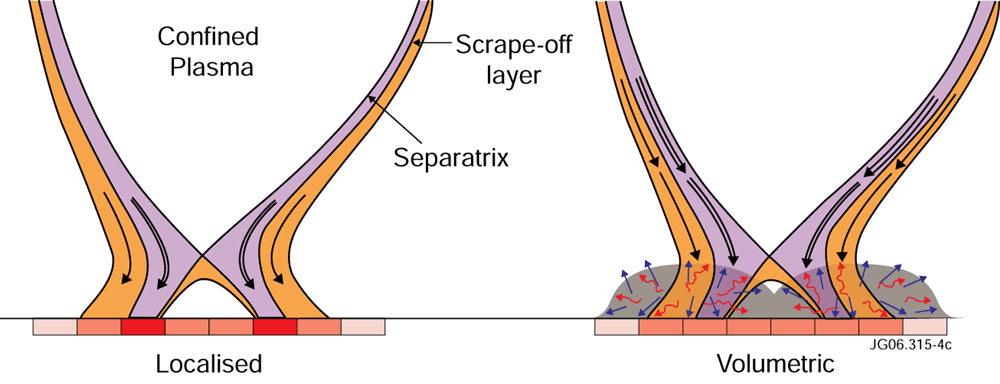 Confined
Plasma
Scrape-off
layer
Separatrix
Localised
Volumetric
JG06.315-4c